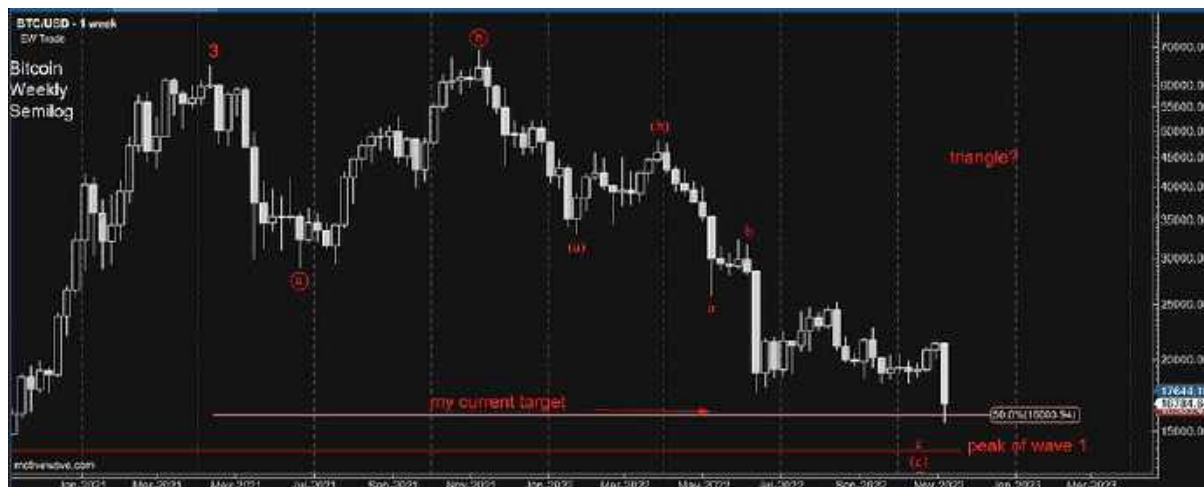 BTC/USD - 1 week
EW Trade
Bitcoin
Weekly
Semilog
3
70000.0
60000.0
55000.0
50000.0
45000.0
triangle?
40000.0
35000.0
(a)
b
30000.0
a
25000.0
20000.0
my current target
50.0%
15000.0
peak of wave 1
(c)
motivewave.com
Jan 2021
Mar 2021
May 2021
Jul 2021
Sep 2021
Nov 2021
Jan 2022
Mar 2022
May 2022
Jul 2022
Sep 2022
Nov 2022
Jan 2023
Mar 2023